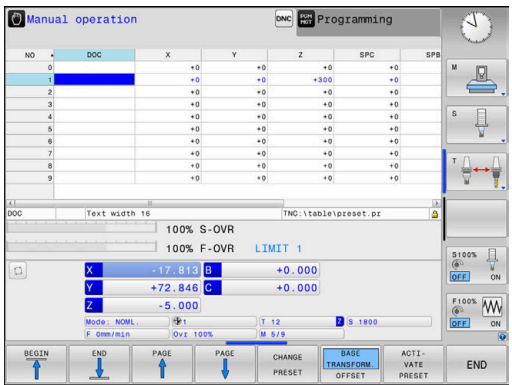 Manual operation DNC PGM MGT Programming
NO DOC X Y Z SPC SPB
0 +0 +0 +0 +0
1 +0 +0 +300 +0
2 +0 +0 +0 +0
3 +0 +0 +0 +0
4 +0 +0 +0 +0
5 +0 +0 +0 +0
6 +0 +0 +0 +0
7 +0 +0 +0 +0
8 +0 +0 +0 +0
9 +0 +0 +0 +0
DOC Text width 16 TNC:\table\preset.pr
100% S-OVR
100% F-OVR LIMIT 1
X -17.813 B +0.000
Y +72.846 C +0.000
Z -5.000
Mode: NOML. 1 T 12 Z S 1800
F 0mm/min Ovr 100% M 5/9
M
S
T
S100%
OFF ON
F100%
OFF ON
BEGIN
END
PAGE
PAGE
CHANGE PRESET
BASE TRANSFORM. OFFSET
ACTI- VATE PRESET
END